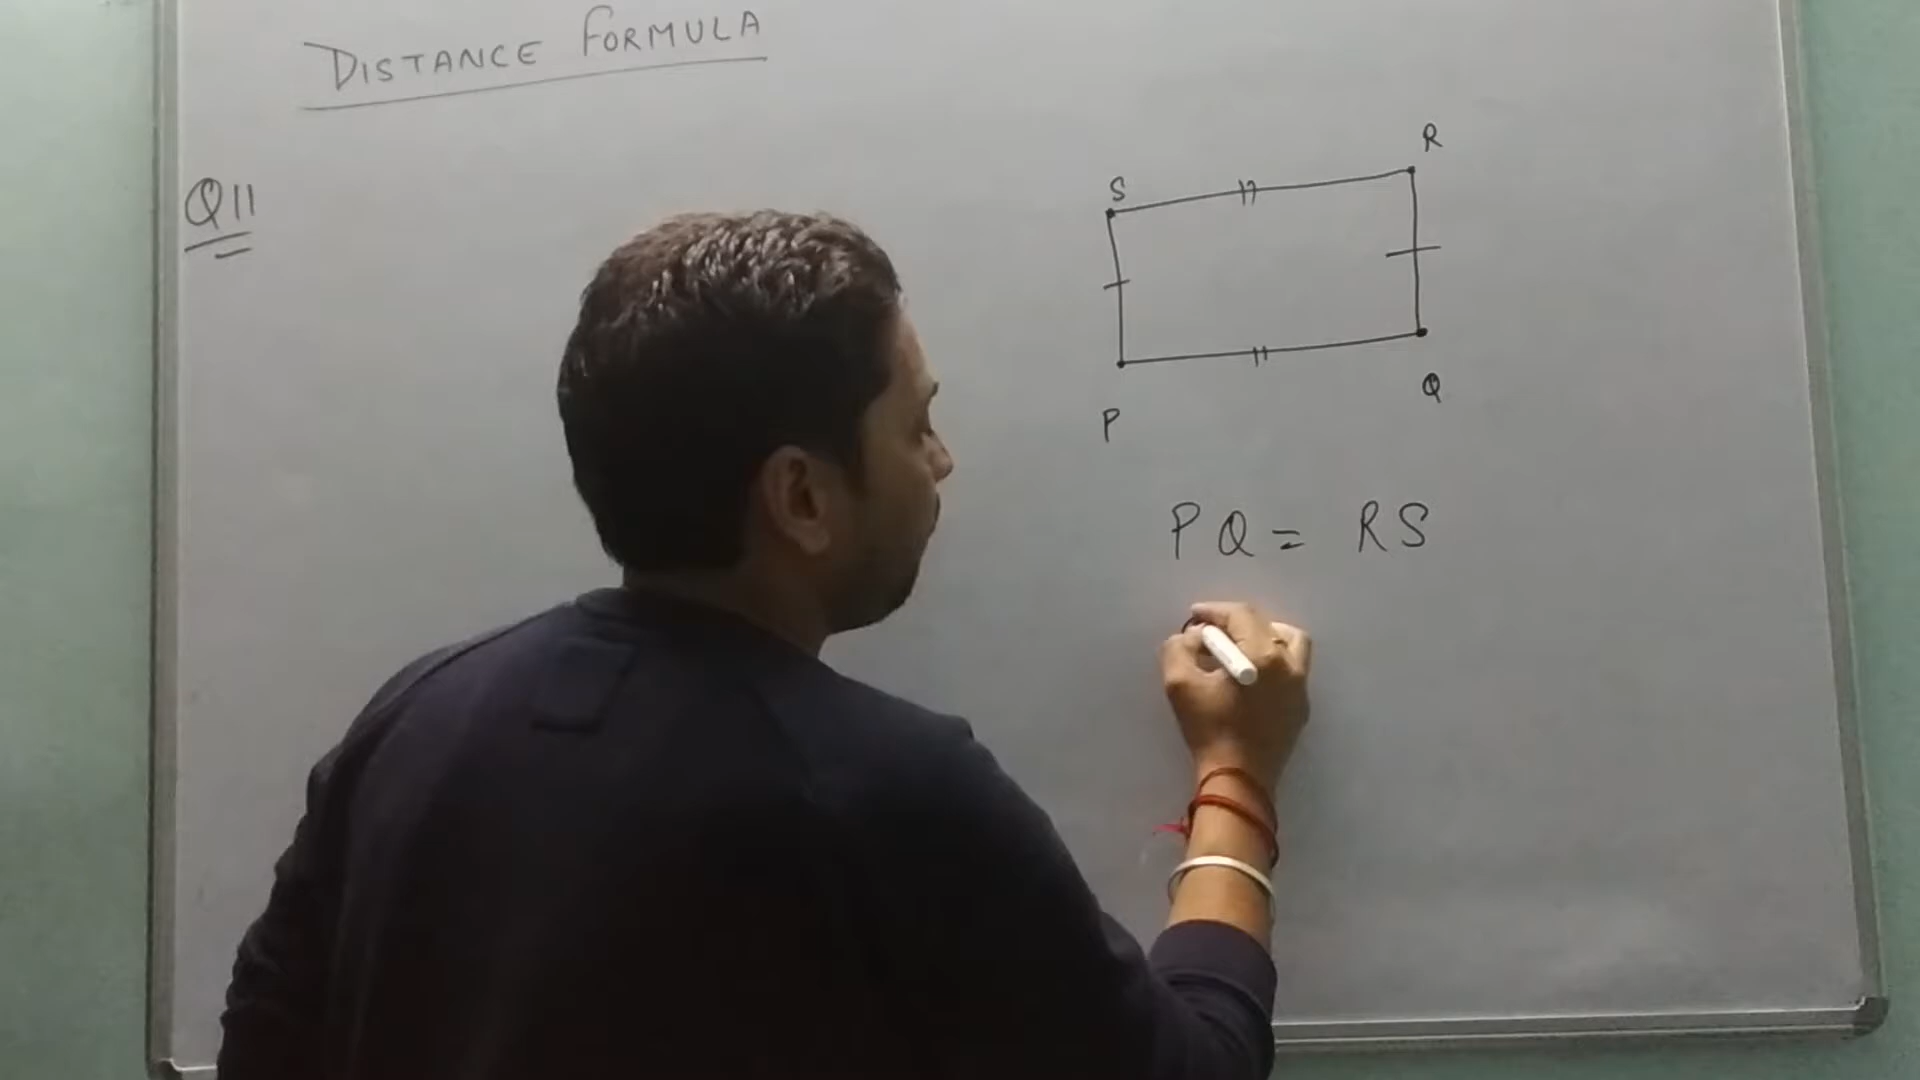 DISTANCE FORMULA
Q11
R
S
Q
P
PQ = RS